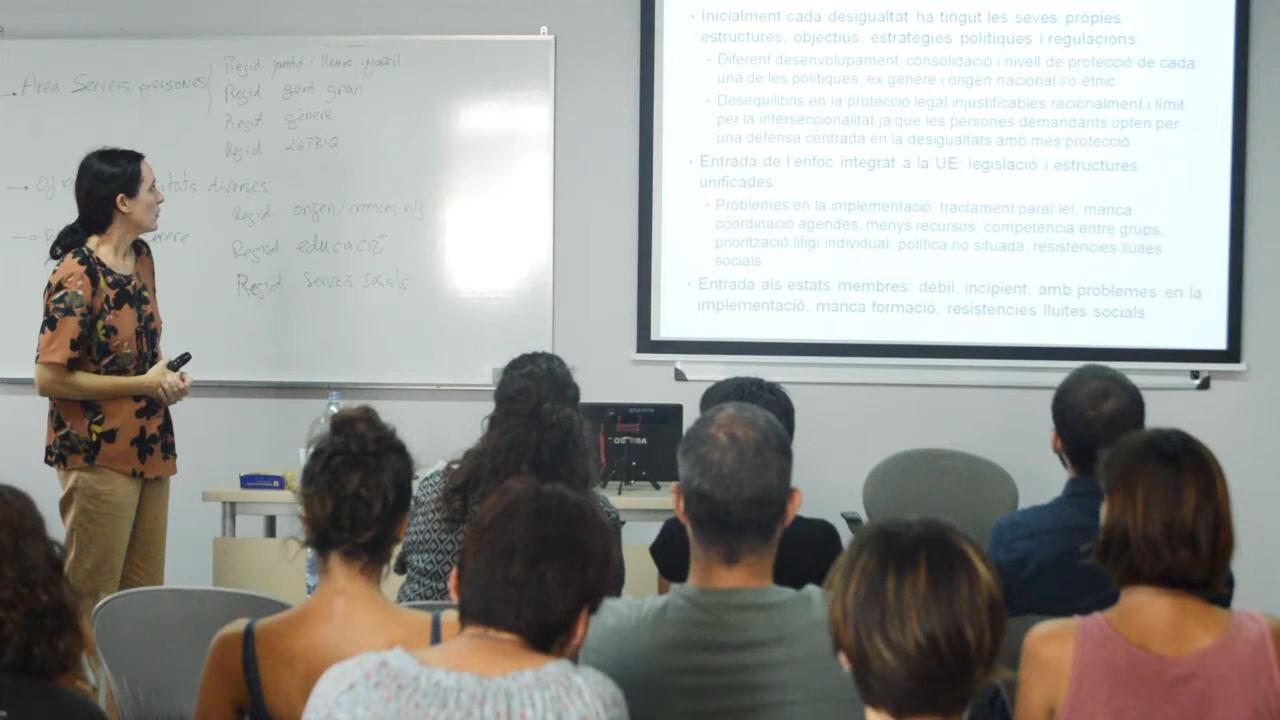 Area Serveis persones
Regid
Regid gent gran
Regid gènere
Regid LGTBIQ
diverses.
Regid origen/
Regid educació
Regid Serveis socials
Inicialment cada desigualtat ha tingut les seves pròpies
estructures, objectius, estratègies polítiques i regulacions.
Diferent desenvolupament, consolidació i nivell de protecció de cada
una de les polítiques, ex gènere i origen nacional i/o ètnic
Desequilibris en la protecció legal injustificables racionalment i límit
per la interseccionalitat ja que les persones demandants opten per
una defensa centrada en la desigualtats amb més protecció
Entrada de l'enfoc integrat a la UE: legislació i estructures
unificades
Problemes en la implementació: tractament paral·lel, manca
coordinació agendes, menys recursos, competència entre grups,
priorització litigi individual, política no situada, resistències lluites
socials
Entrada als estats membres: dèbil, incipient, amb problemes en la
implementació, manca formació, resistències lluites socials